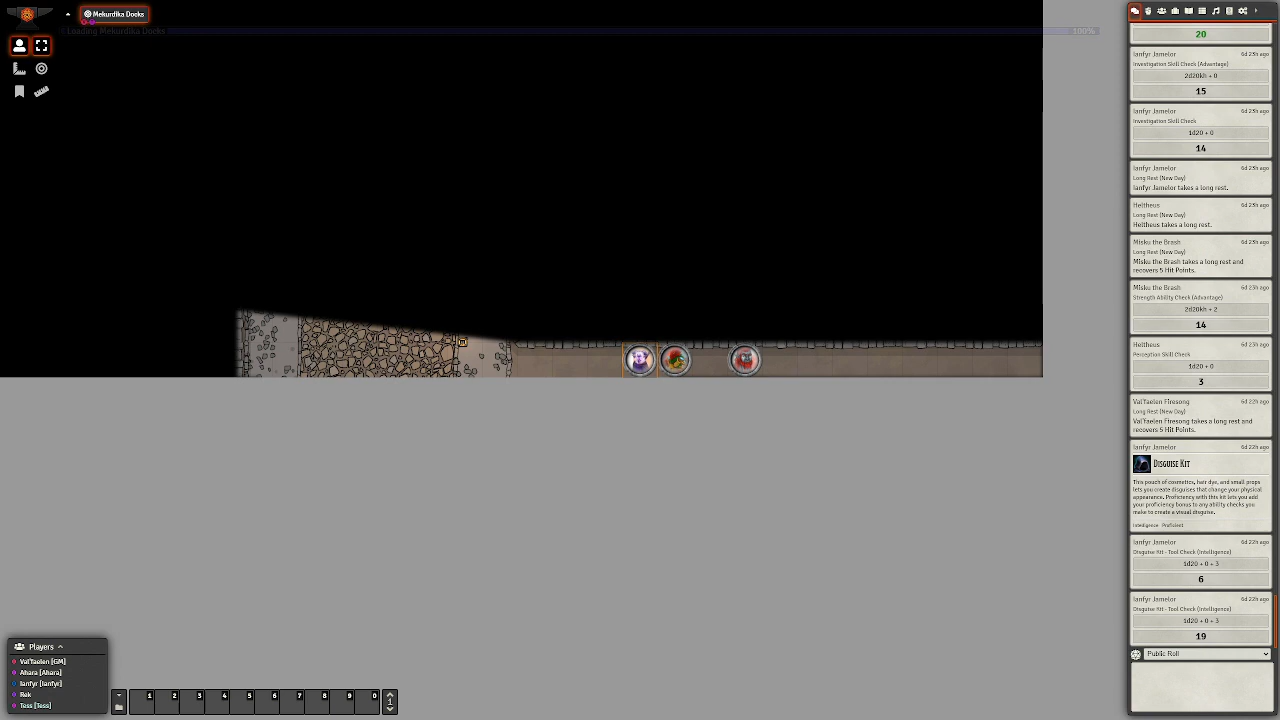 Mekurdika Docks
Loading Mekurdika Docks
100%
20
Ianfyr Jamelor 6d 23h ago
Investigation Skill Check (Advantage)
2d20kh + 0
15
Ianfyr Jamelor 6d 23h ago
Investigation Skill Check
1d20 + 0
14
Ianfyr Jamelor 6d 23h ago
Long Rest (New Day)
Ianfyr Jamelor takes a long rest.
Heltheus 6d 23h ago
Long Rest (New Day)
Heltheus takes a long rest.
Misku the Brash 6d 23h ago
Long Rest (New Day)
Misku the Brash takes a long rest and
recovers 5 Hit Points.
Misku the Brash 6d 23h ago
Strength Ability Check (Advantage)
2d20kh + 2
14
Heltheus 6d 23h ago
Perception Skill Check
1d20 + 0
3
Val'Taelen Firesong 6d 22h ago
Long Rest (New Day)
Val'Taelen Firesong takes a long rest and
recovers 5 Hit Points.
Ianfyr Jamelor 6d 22h ago
Disguise Kit
This pouch of cosmetics, hair dye, and small props
lets you create disguises that change your physical
appearance. Proficiency with this kit lets you add
your proficiency bonus to any ability checks you
make to create a visual disguise.
Intelligence Proficient
Ianfyr Jamelor 6d 22h ago
Disguise Kit - Tool Check (Intelligence)
1d20 + 0 + 3
6
Ianfyr Jamelor 6d 22h ago
Disguise Kit - Tool Check (Intelligence)
1d20 + 0 + 3
19
Public Roll
Players
Val'Taelen [GM]
Ahara [Ahara]
Ianfyr [Ianfyr]
Rek
Tess [Tess]
1 2 3 4 5 6 7 8 9 0
1